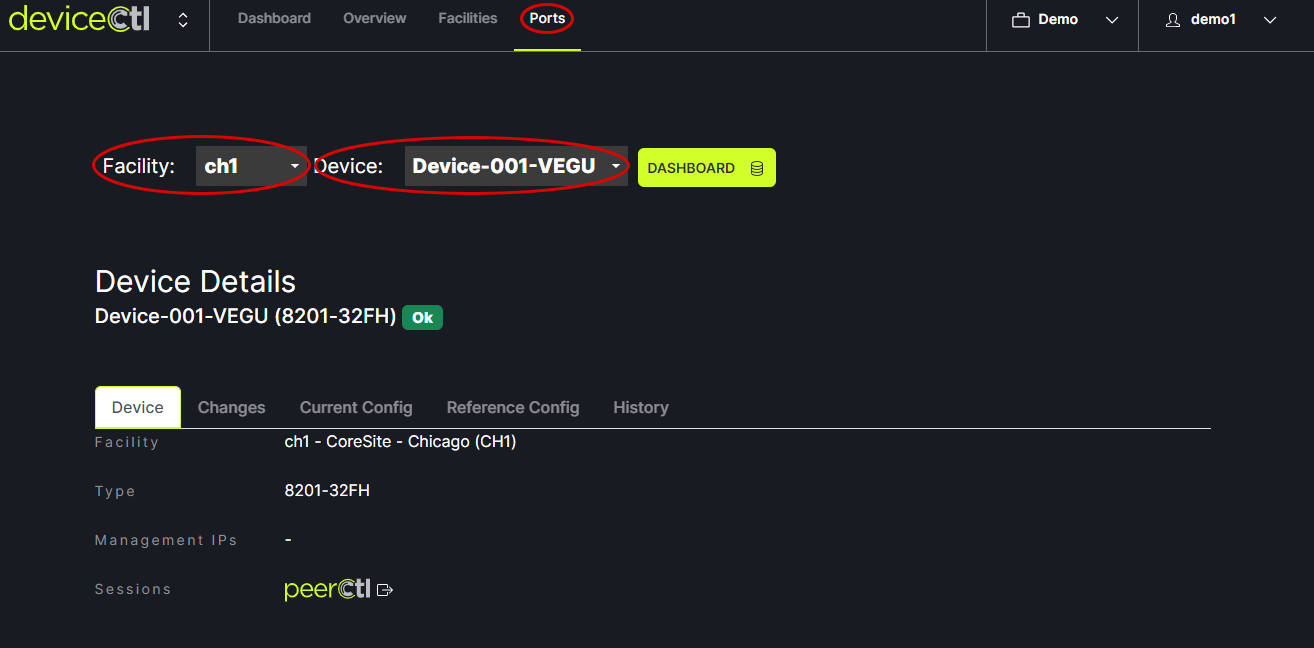 devicectl Dashboard Overview Facilities Ports Demo demo1
Facility: ch1 Device: Device-001-VEGU DASHBOARD
Device Details
Device-001-VEGU (8201-32FH) Ok
Device Changes Current Config Reference Config History
Facility ch1 - CoreSite - Chicago (CH1)
Type 8201-32FH
Management IPs -
Sessions peerctl